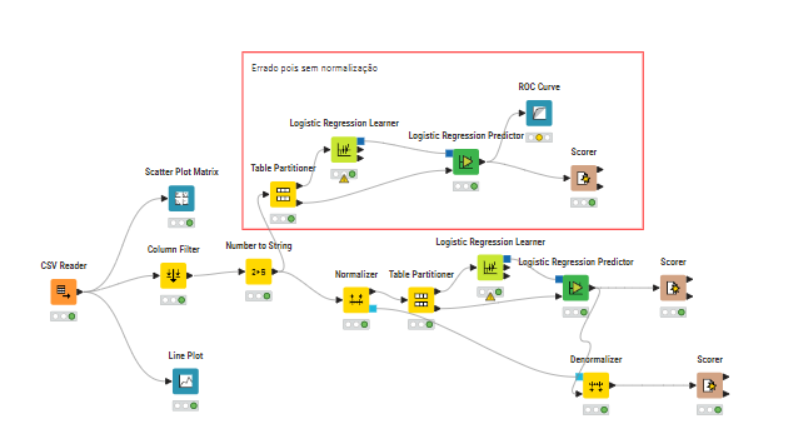 Errado pois sem normalização
ROC Curve
Logistic Regression Learner
Logistic Regression Predictor
Scorer
Table Partitioner
Scatter Plot Matrix
Logistic Regression Learner
Column Filter
Number to String
Logistic Regression Predictor
Scorer
CSV Reader
Normalizer
Table Partitioner
2+S
Line Plot
Denormalizer
Scorer